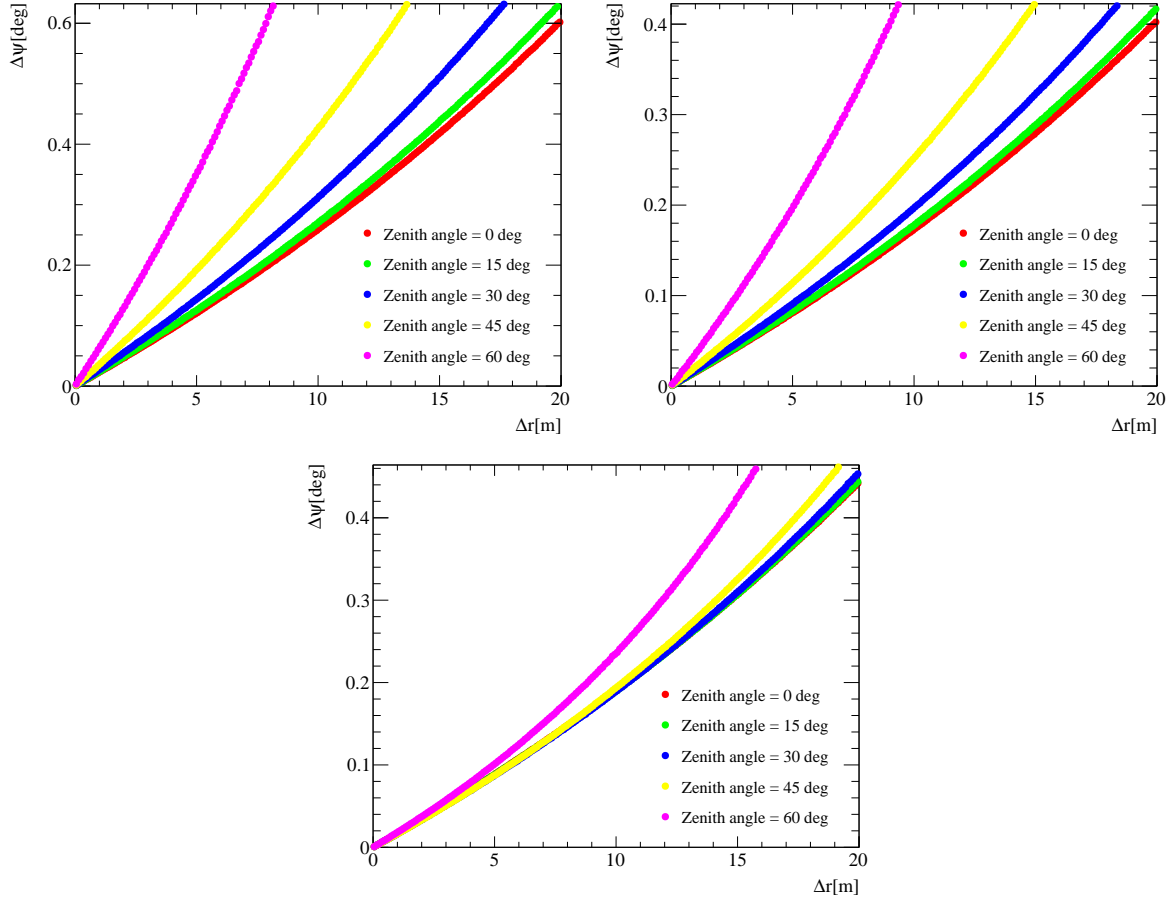 Δψ[deg]
0.6
0.4
0.2
0
Zenith angle = 0 deg
Zenith angle = 15 deg
Zenith angle = 30 deg
Zenith angle = 45 deg
Zenith angle = 60 deg
0 5 10 15 20
Δr[m]
Δψ[deg]
0.4
0.3
0.2
0.1
0
Zenith angle = 0 deg
Zenith angle = 15 deg
Zenith angle = 30 deg
Zenith angle = 45 deg
Zenith angle = 60 deg
0 5 10 15 20
Δr[m]
Δψ[deg]
0.4
0.3
0.2
0.1
0
Zenith angle = 0 deg
Zenith angle = 15 deg
Zenith angle = 30 deg
Zenith angle = 45 deg
Zenith angle = 60 deg
0 5 10 15 20
Δr[m]